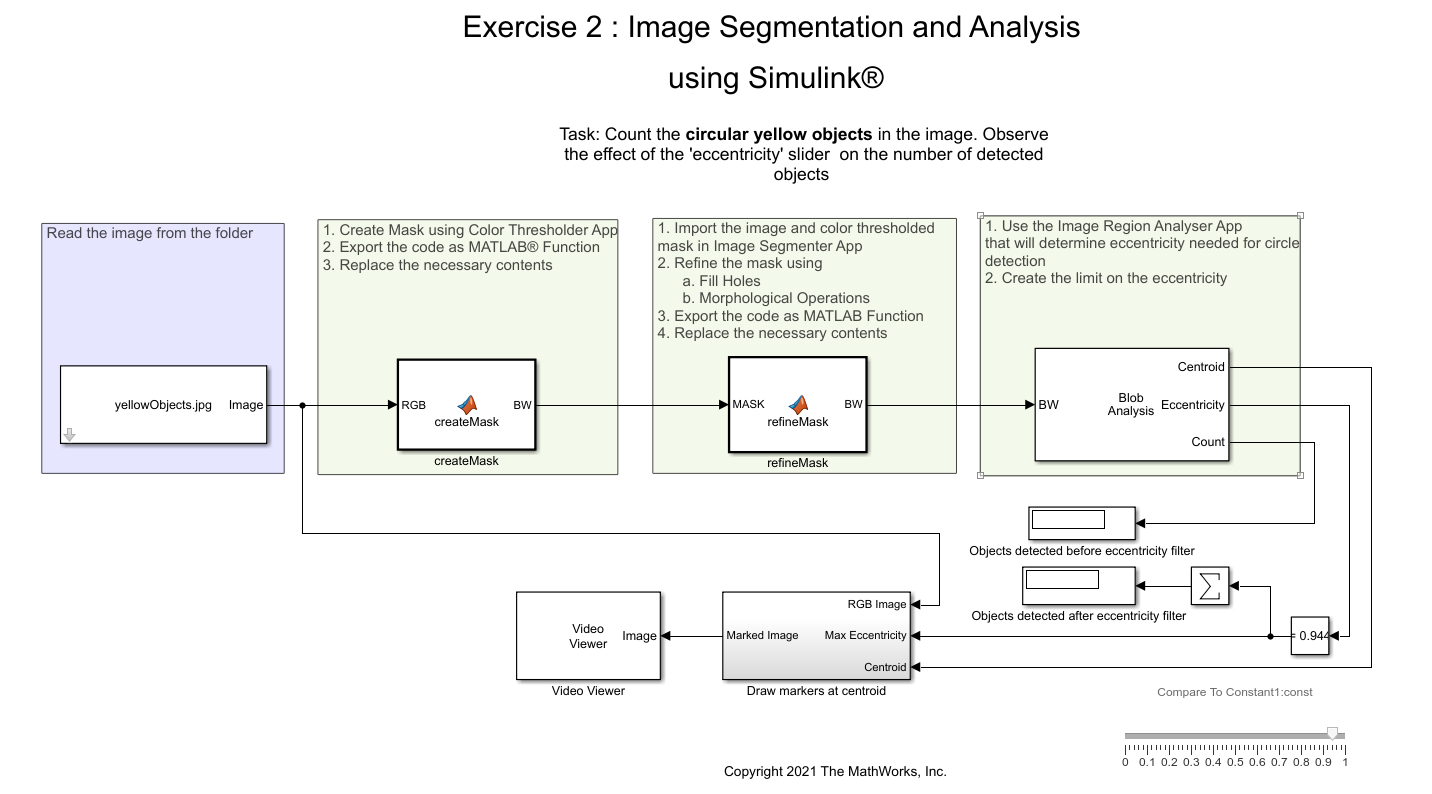 Exercise 2 : Image Segmentation and Analysis
using Simulink®
Task: Count the circular yellow objects in the image. Observe
the effect of the 'eccentricity' slider on the number of detected
objects
Read the image from the folder
yellowObjects.jpg
Image
1. Create Mask using Color Thresholder App
2. Export the code as MATLAB® Function
3. Replace the necessary contents
RGB
BW
createMask
createMask
1. Import the image and color thresholded
mask in Image Segmenter App
2. Refine the mask using
a. Fill Holes
b. Morphological Operations
3. Export the code as MATLAB Function
4. Replace the necessary contents
MASK
BW
refineMask
refineMask
1. Use the Image Region Analyser App
that will determine eccentricity needed for circle
detection
2. Create the limit on the eccentricity
BW
Blob
Analysis
Centroid
Eccentricity
Count
Objects detected before eccentricity filter
Objects detected after eccentricity filter
∑
0.944
Video
Viewer
Image
Video Viewer
Marked Image
RGB Image
Max Eccentricity
Centroid
Draw markers at centroid
Compare To Constant1:const
0 0.1 0.2 0.3 0.4 0.5 0.6 0.7 0.8 0.9 1
Copyright 2021 The MathWorks, Inc.